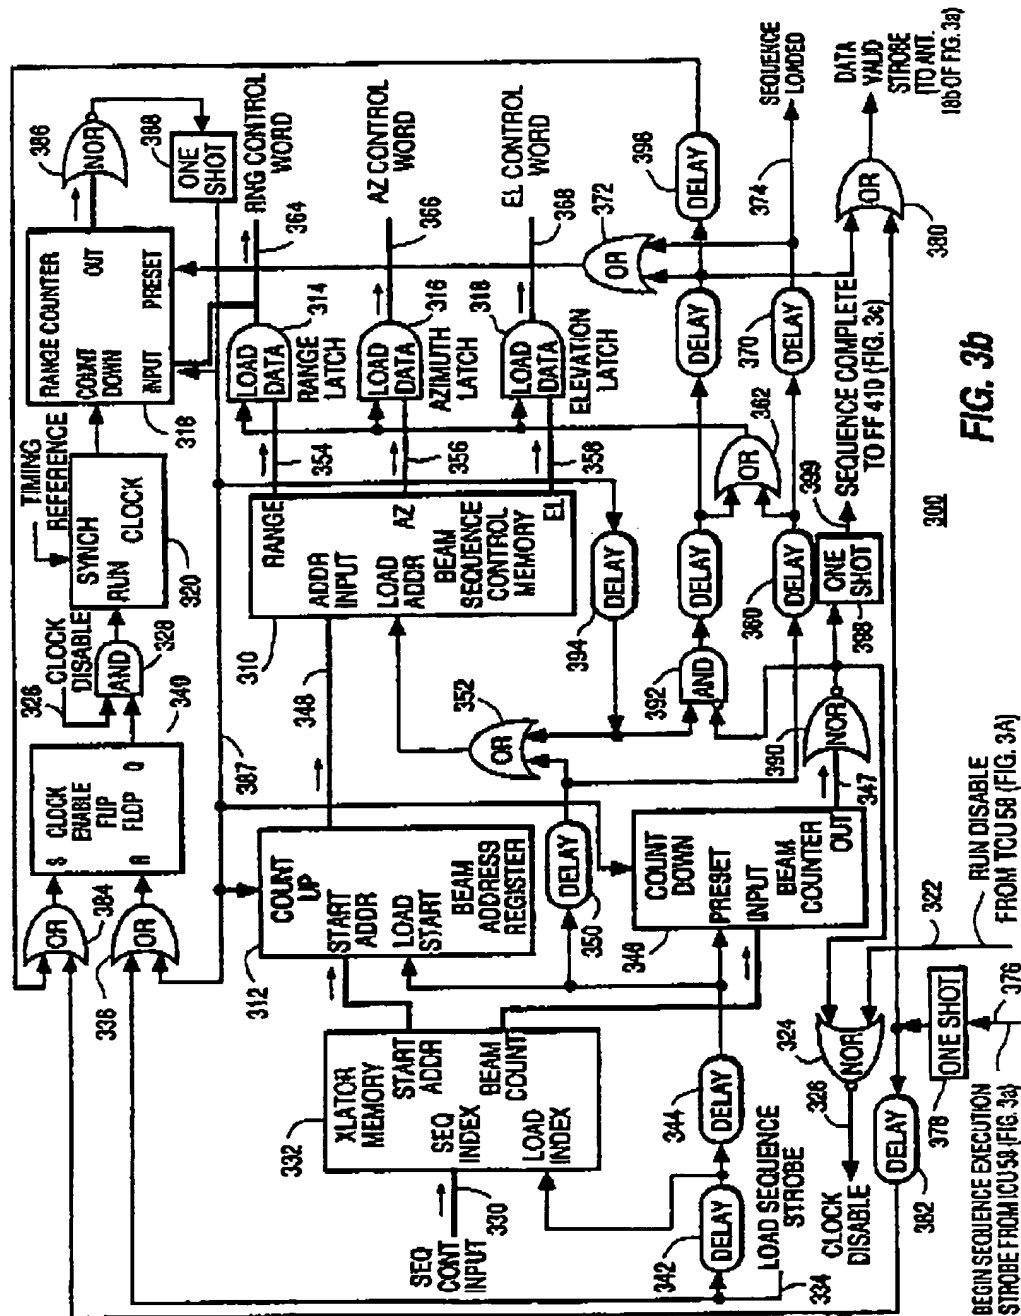 386
NOR
388
ONE
SHOT
RNG CONTROL
WORD
364
AZ CONTROL
WORD
366
EL CONTROL
WORD
368
RANGE COUNTER
COUNT
DOWN
OUT
INPUT
PRESET
318
TIMING
REFERENCE
SYNCH
RUN
CLOCK
320
CLOCK
DISABLE
326
AND
328
340
S CLOCK
ENABLE
FLIP
FLOP
R
Q
OR
384
OR
336
387
LOAD
DATA
RANGE
LATCH
314
LOAD
DATA
AZIMUTH
LATCH
316
LOAD
DATA
ELEVATION
LATCH
318
354
356
358
RANGE
ADDR
INPUT
AZ
LOAD
ADDR
BEAM
SEQUENCE
CONTROL
MEMORY
EL
310
348
COUNT
UP
START
ADDR
LOAD
START
BEAM
ADDRESS
REGISTER
312
OR
352
DELAY
394
DELAY
350
AND
392
DELAY
DELAY
396
DELAY
OR
372
OR
362
DELAY
360
DELAY
370
374
SEQUENCE
LOADED
DATA
VALID
STROBE
(TO ANT.
18b OF FIG. 3a)
OR
380
ONE
SHOT
398
399
SEQUENCE COMPLETE
TO FF 410 (FIG. 3c)
NOR
390
347
COUNT
DOWN
PRESET
INPUT
BEAM
COUNTER
OUT
346
XLATOR
MEMORY
START
ADDR
SEQ
INDEX
BEAM
COUNT
LOAD
INDEX
332
SEQ
CONT
INPUT
330
DELAY
342
DELAY
344
LOAD SEQUENCE
STROBE
334
NOR
324
326
CLOCK
DISABLE
322
RUN DISABLE
FROM TCU 58 (FIG. 3A)
ONE SHOT
378
376
DELAY
382
BEGIN SEQUENCE EXECUTION
STROBE FROM ICU 58 (FIG. 3a)
300
FIG. 3b